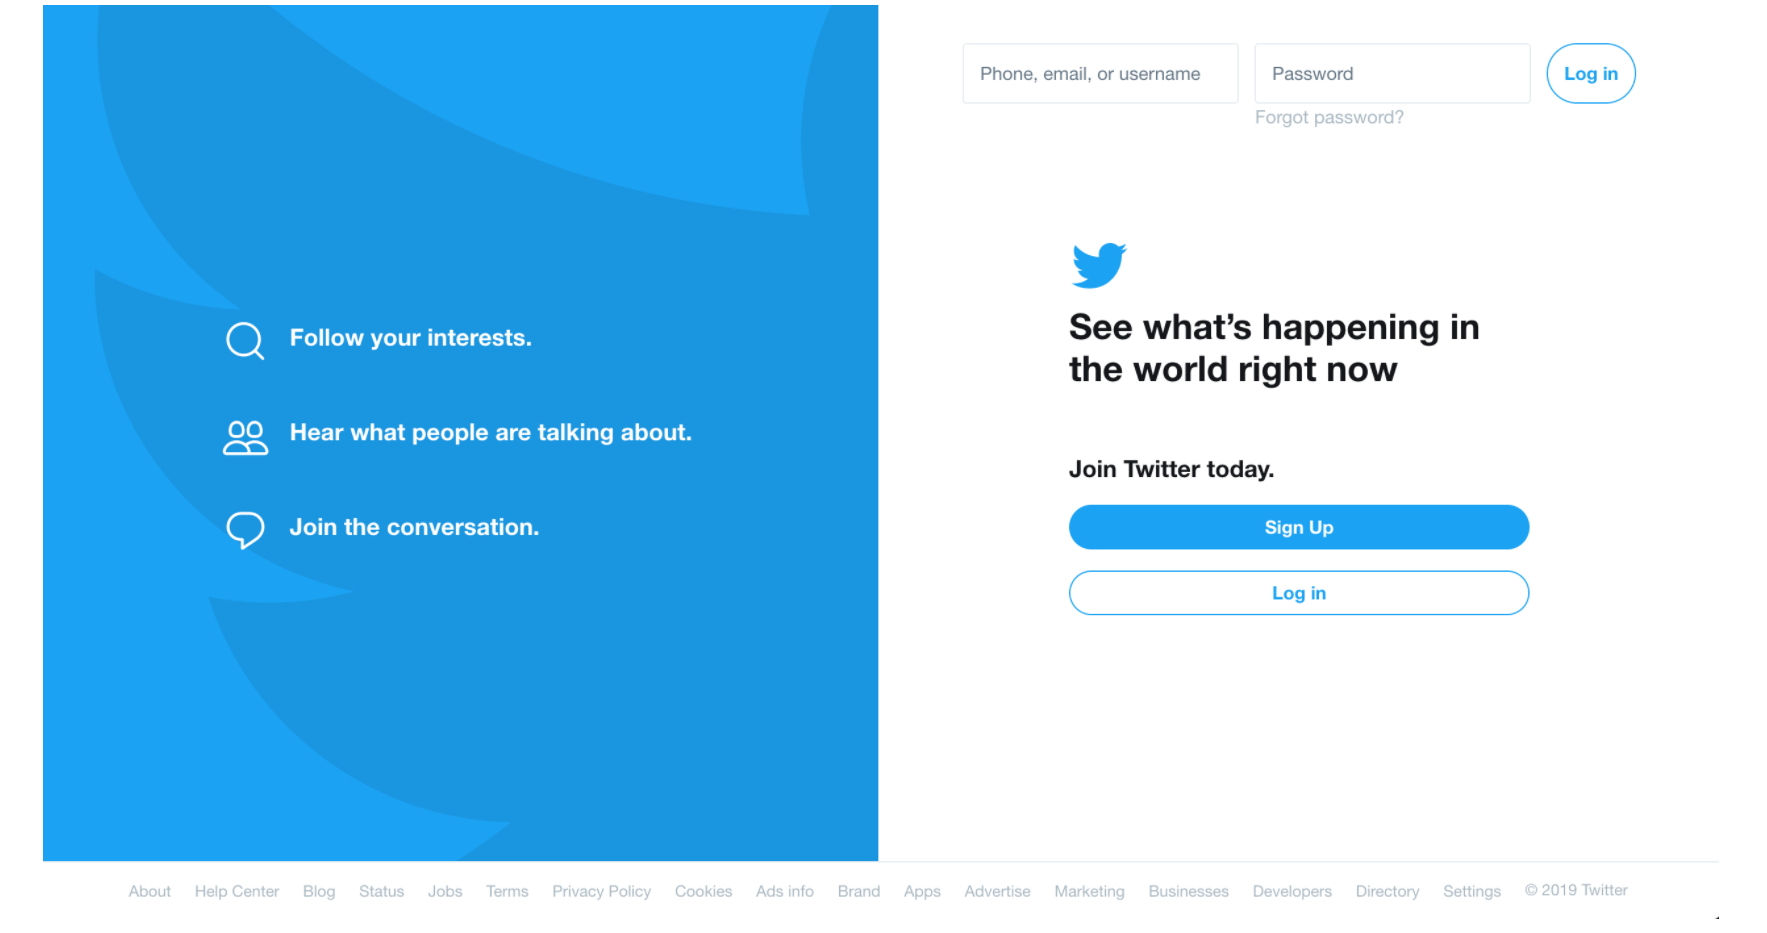 Phone, email, or username
Password
Log in
Forgot password?
Follow your interests.
Hear what people are talking about.
Join the conversation.
See what’s happening in
the world right now
Join Twitter today.
Sign Up
Log in
About Help Center Blog Status Jobs Terms Privacy Policy Cookies Ads info Brand Apps Advertise Marketing Businesses Developers Directory Settings © 2019 Twitter